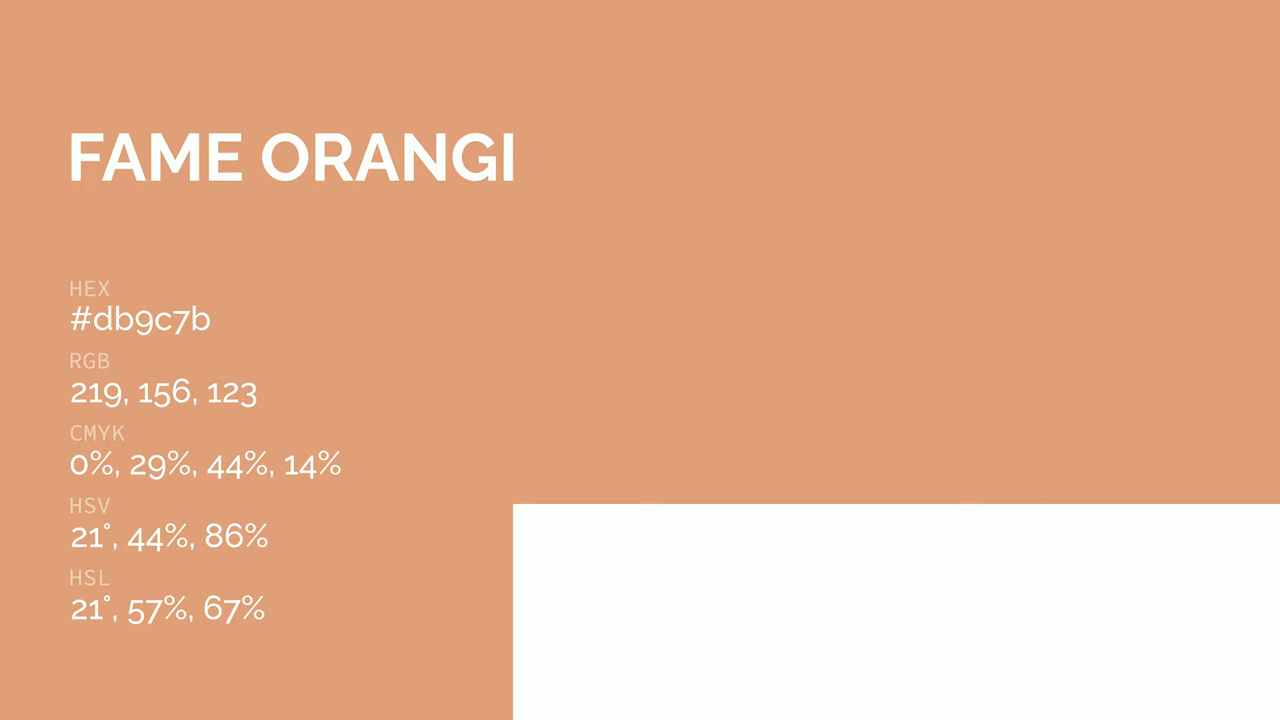 FAME ORANGI
HEX
#db9c7b
RGB
219, 156, 123
CMYK
0%, 29%, 44%, 14%
HSV
21°, 44%, 86%
HSL
21°, 57%, 67%